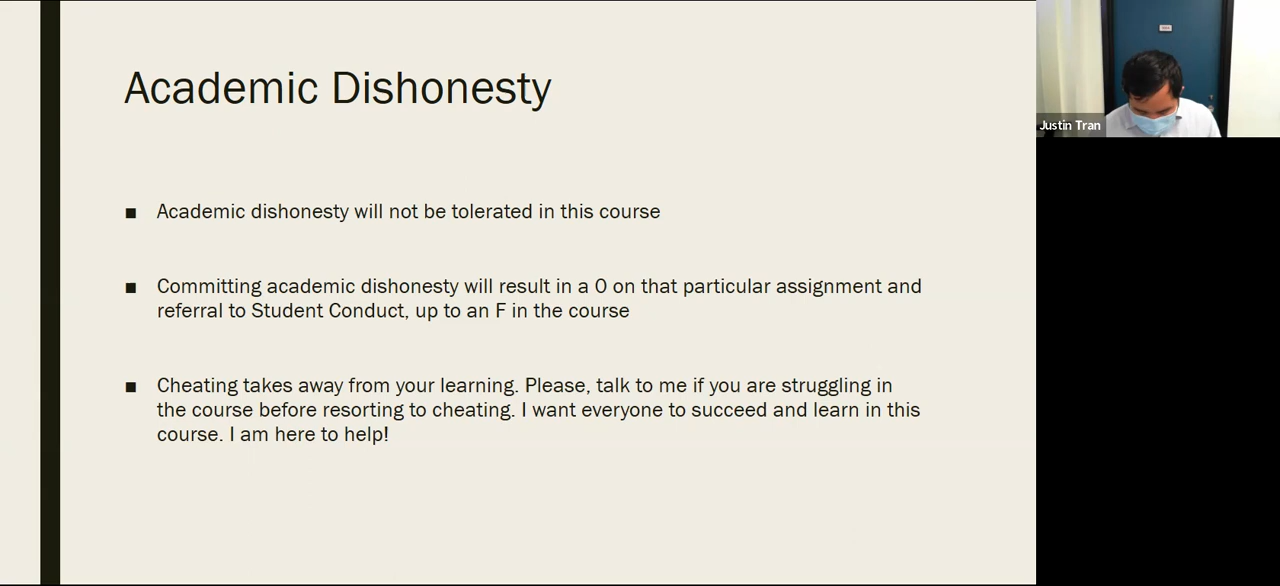 Academic Dishonesty
■ Academic dishonesty will not be tolerated in this course
■ Committing academic dishonesty will result in a 0 on that particular assignment and
referral to Student Conduct, up to an F in the course
■ Cheating takes away from your learning. Please, talk to me if you are struggling in
the course before resorting to cheating. I want everyone to succeed and learn in this
course. I am here to help!
Justin Tran